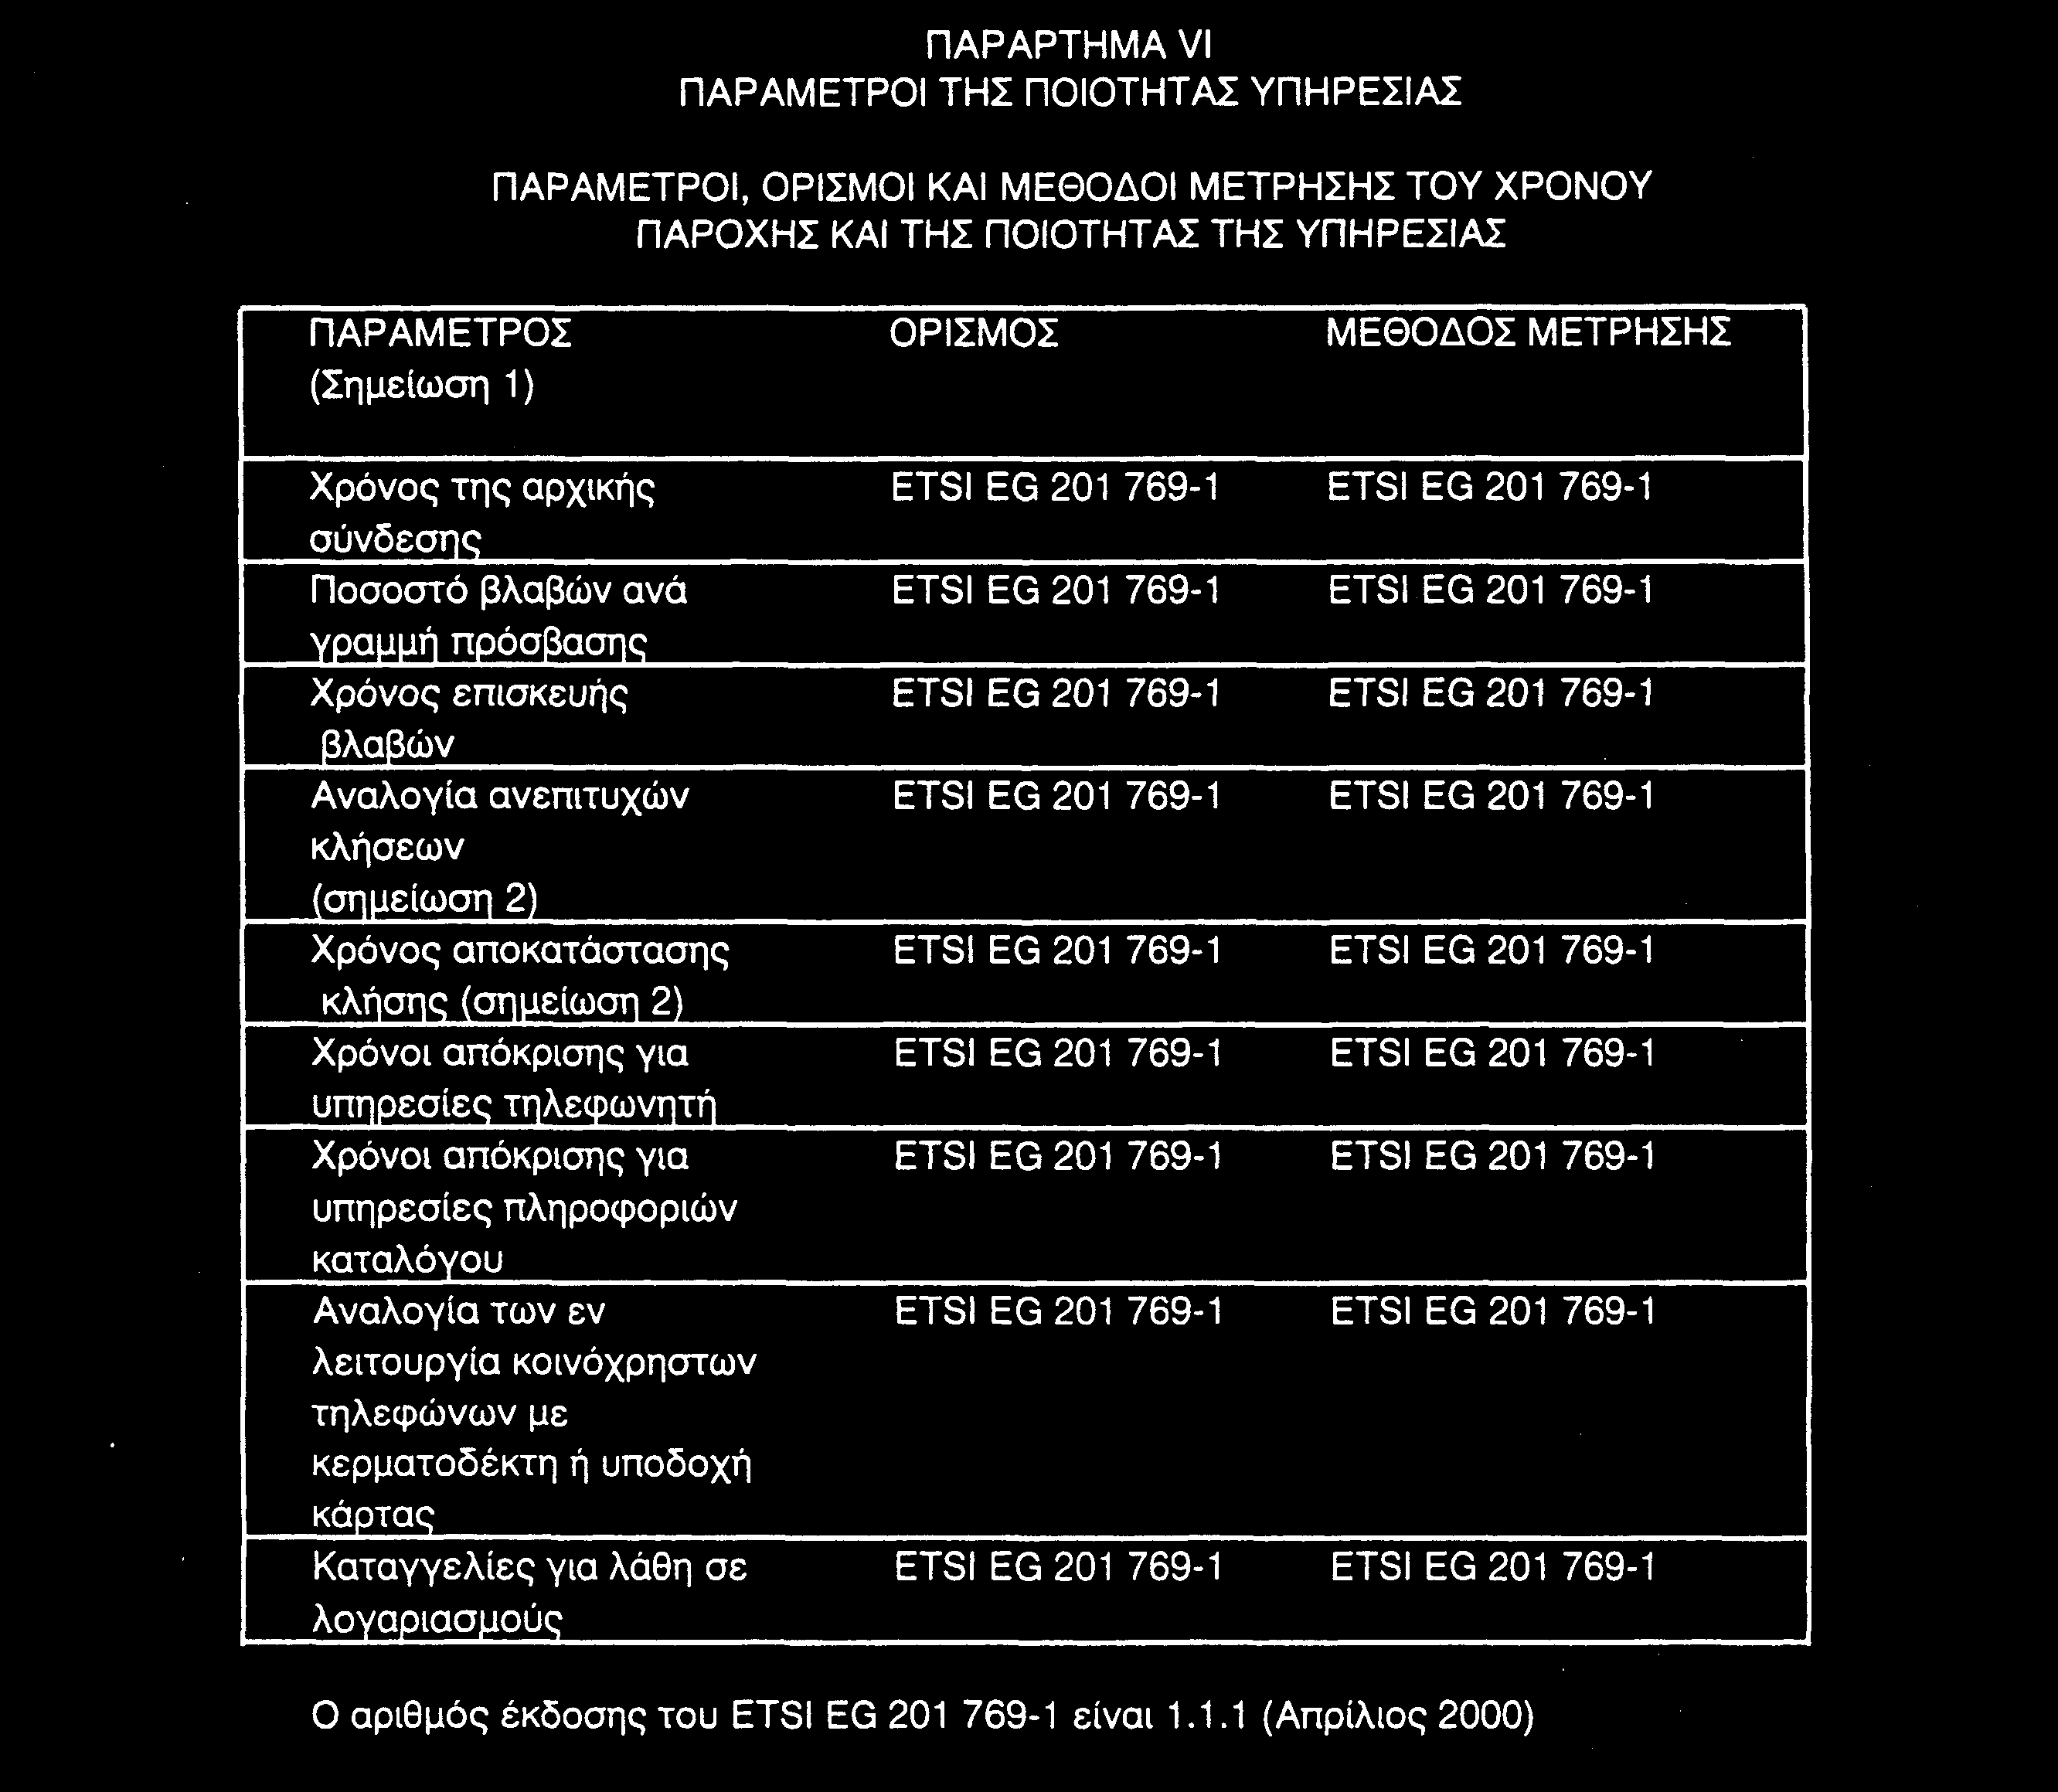 ΠΑΡΑΡΤΗΜΑ VI
ΠΑΡΑΜΕΤΡΟΙ ΤΗΣ ΠΟΙΟΤΗΤΑΣ ΥΠΗΡΕΣΙΑΣ
ΠΑΡΑΜΕΤΡΟΙ, ΟΡΙΣΜΟΙ ΚΑΙ ΜΕΘΟΔΟΙ ΜΕΤΡΗΣΗΣ ΤΟΥ ΧΡΟΝΟΥ
ΠΑΡΟΧΗΣ ΚΑΙ ΤΗΣ ΠΟΙΟΤΗΤΑΣ ΤΗΣ ΥΠΗΡΕΣΙΑΣ
ΠΑΡΑΜΕΤΡΟΣ ΟΡΙΣΜΟΣ ΜΕΘΟΔΟΣ ΜΕΤΡΗΣΗΣ
(Σημείωση 1)
Χρόνος της αρχικής ETSI EG 201 769-1 ETSI EG 201 769-1
σύνδεσης
Ποσοστό βλαβών ανά ETSI EG 201 769-1 ETSI EG 201 769-1
γραμμή πρόσβασης
Χρόνος επισκευής ETSI EG 201 769-1 ETSI EG 201 769-1
βλαβών
Αναλογία ανεπιτυχών ETSI EG 201 769-1 ETSI EG 201 769-1
κλήσεων
(σημείωση 2)
Χρόνος αποκατάστασης ETSI EG 201 769-1 ETSI EG 201 769-1
κλήσης (σημείωση 2)
Χρόνοι απόκρισης για ETSI EG 201 769-1 ETSI EG 201 769-1
υπηρεσίες τηλεφωνητή
Χρόνοι απόκρισης για ETSI EG 201 769-1 ETSI EG 201 769-1
υπηρεσίες πληροφοριών
καταλόγου
Αναλογία των εν ETSI EG 201 769-1 ETSI EG 201 769-1
λειτουργία κοινόχρηστων
τηλεφώνων με
κερματοδέκτη ή υποδοχή
κάρτας
Καταγγελίες για λάθη σε ETSI EG 201 769-1 ETSI EG 201 769-1
λογαριασμούς
Ο αριθμός έκδοσης του ETSI EG 201 769-1 είναι 1.1.1 (Απρίλιος 2000)